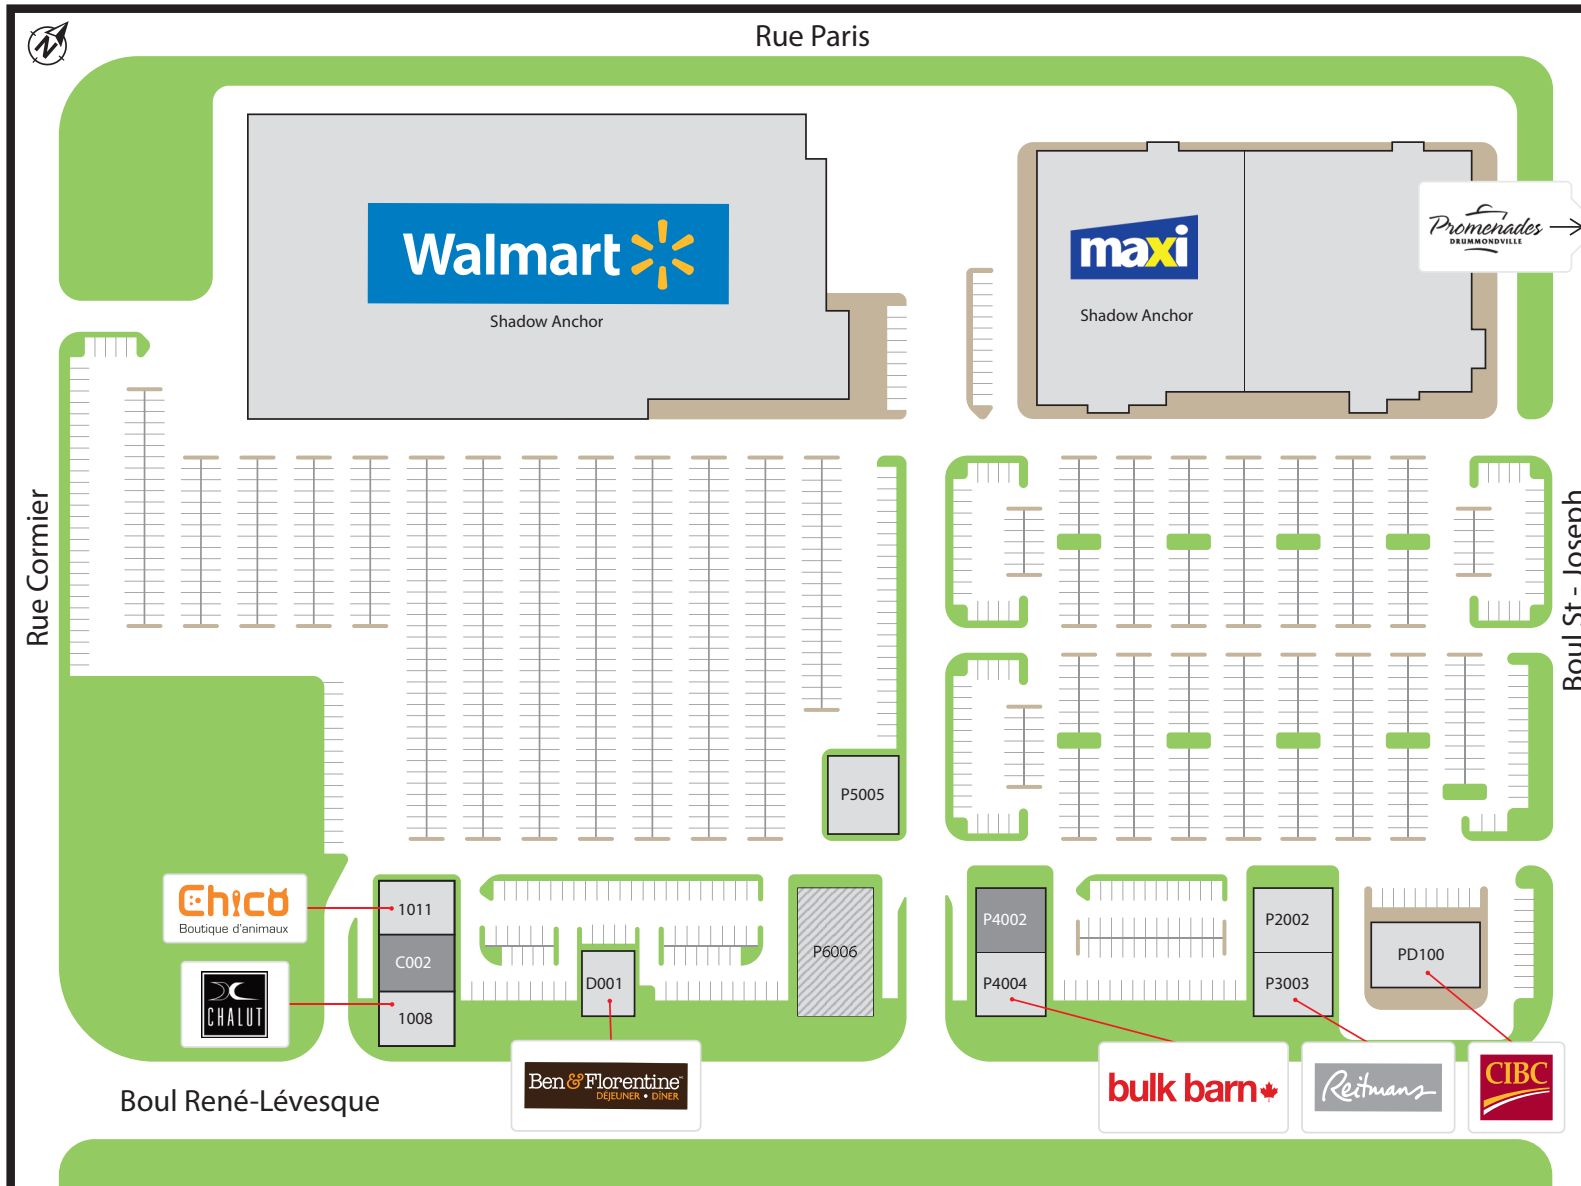 N
Rue Paris
Walmart
Shadow Anchor
maxi
Shadow Anchor
Promenades
DRUMMONDVILLE
Rue Cormier
Boul St - Joseph
P5005
Chico
Boutique d'animaux
1011
C002
1008
CHALUT
D001
P6006
P4002
P4004
P2002
P3003
PD100
Ben & Florentine™
DÉJEUNER • DÎNER
bulk barn
Reitmans
CIBC
Boul René-Lévesque